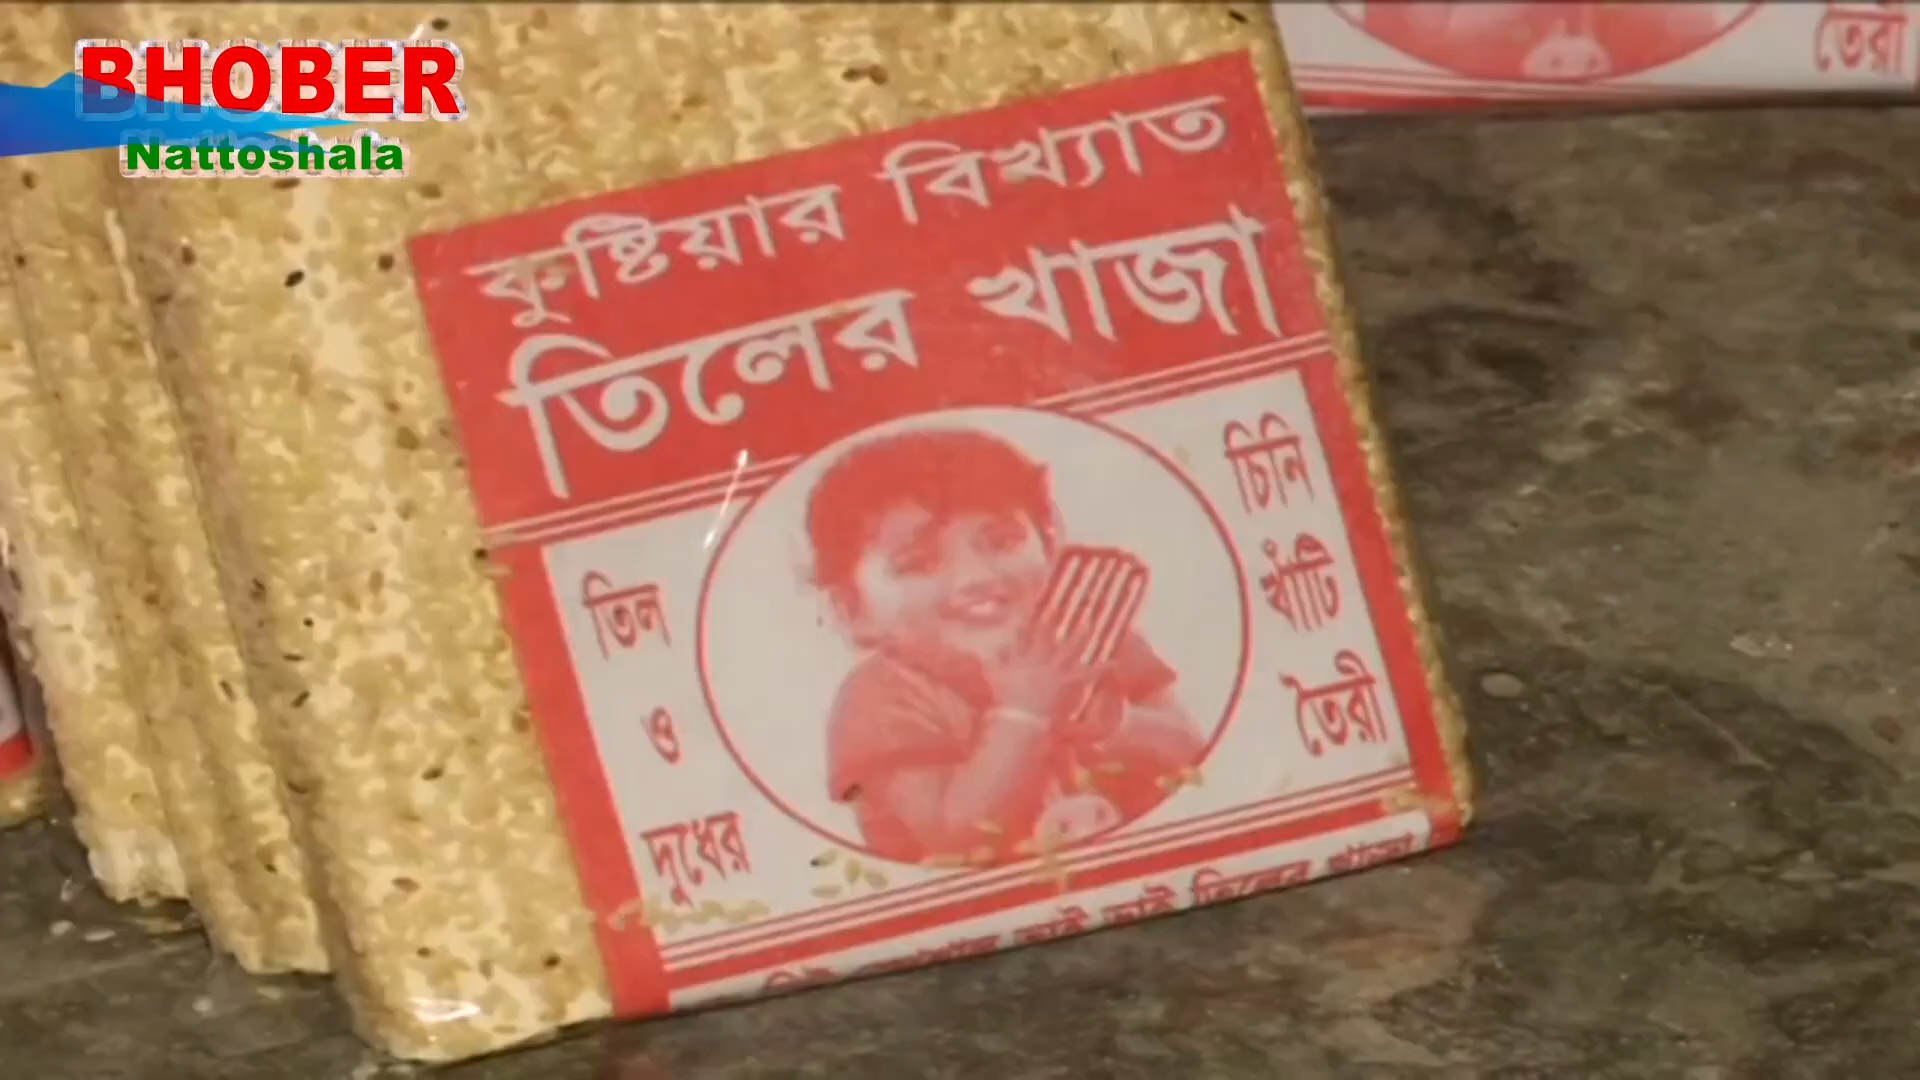 BHOBER
Nattoshala
তৈরী
কুষ্টিয়ার বিখ্যাত
তিলের খাজা
তিল
ও
দুধের
চিনি
খাঁটি
তৈরী
ভাই ভাই তিলের খাজা